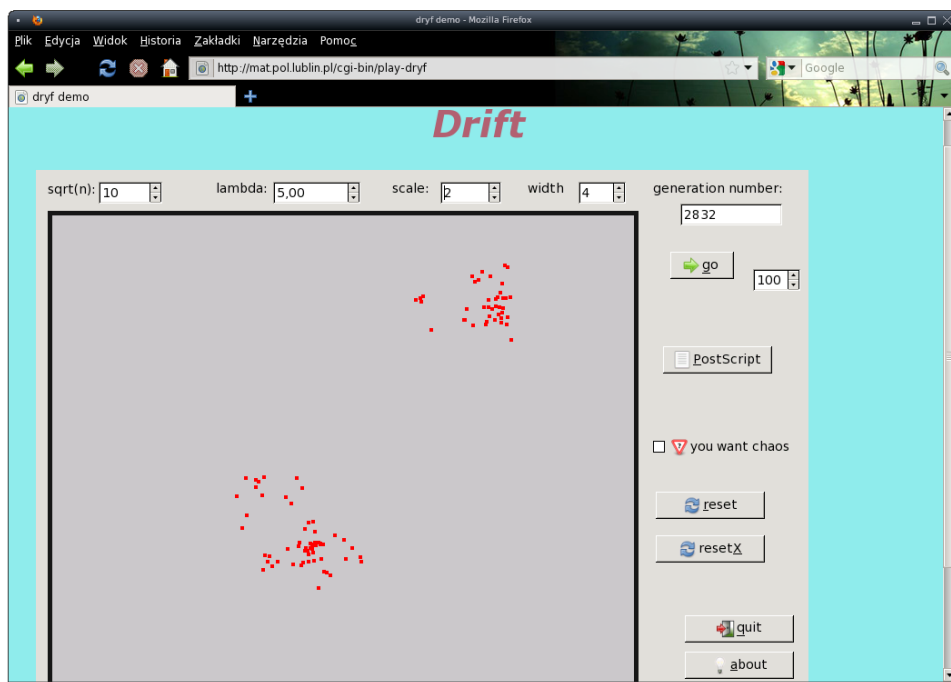 dryf demo - Mozilla Firefox
Plik Edycja Widok Historia Zakładki Narzędzia Pomoc
http://mat.pol.lublin.pl/cgi-bin/play-dryf Google
dryf demo
Drift
sqrt(n): 10 lambda: 5,00 scale: 2 width 4 generation number:
2832
go
100
PostScript
you want chaos
reset
resetX
quit
about